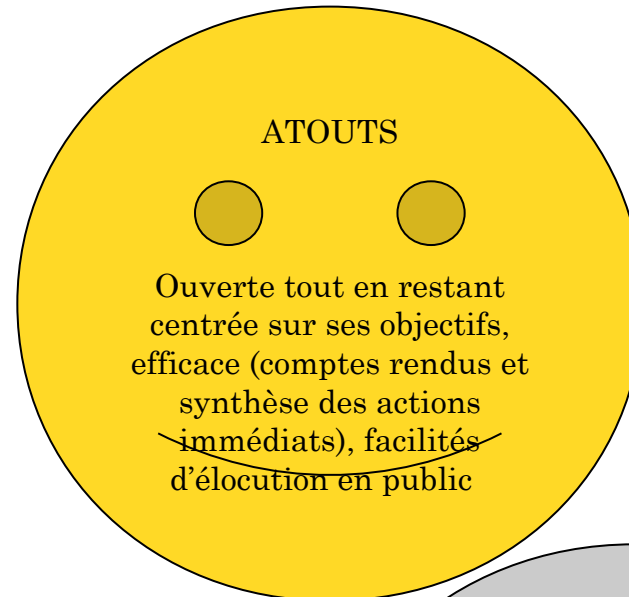 ATOUTS
Ouverte tout en restant
centrée sur ses objectifs,
efficace (comptes rendus et
synthèse des actions
immédiats), facilités
d’élocution en public